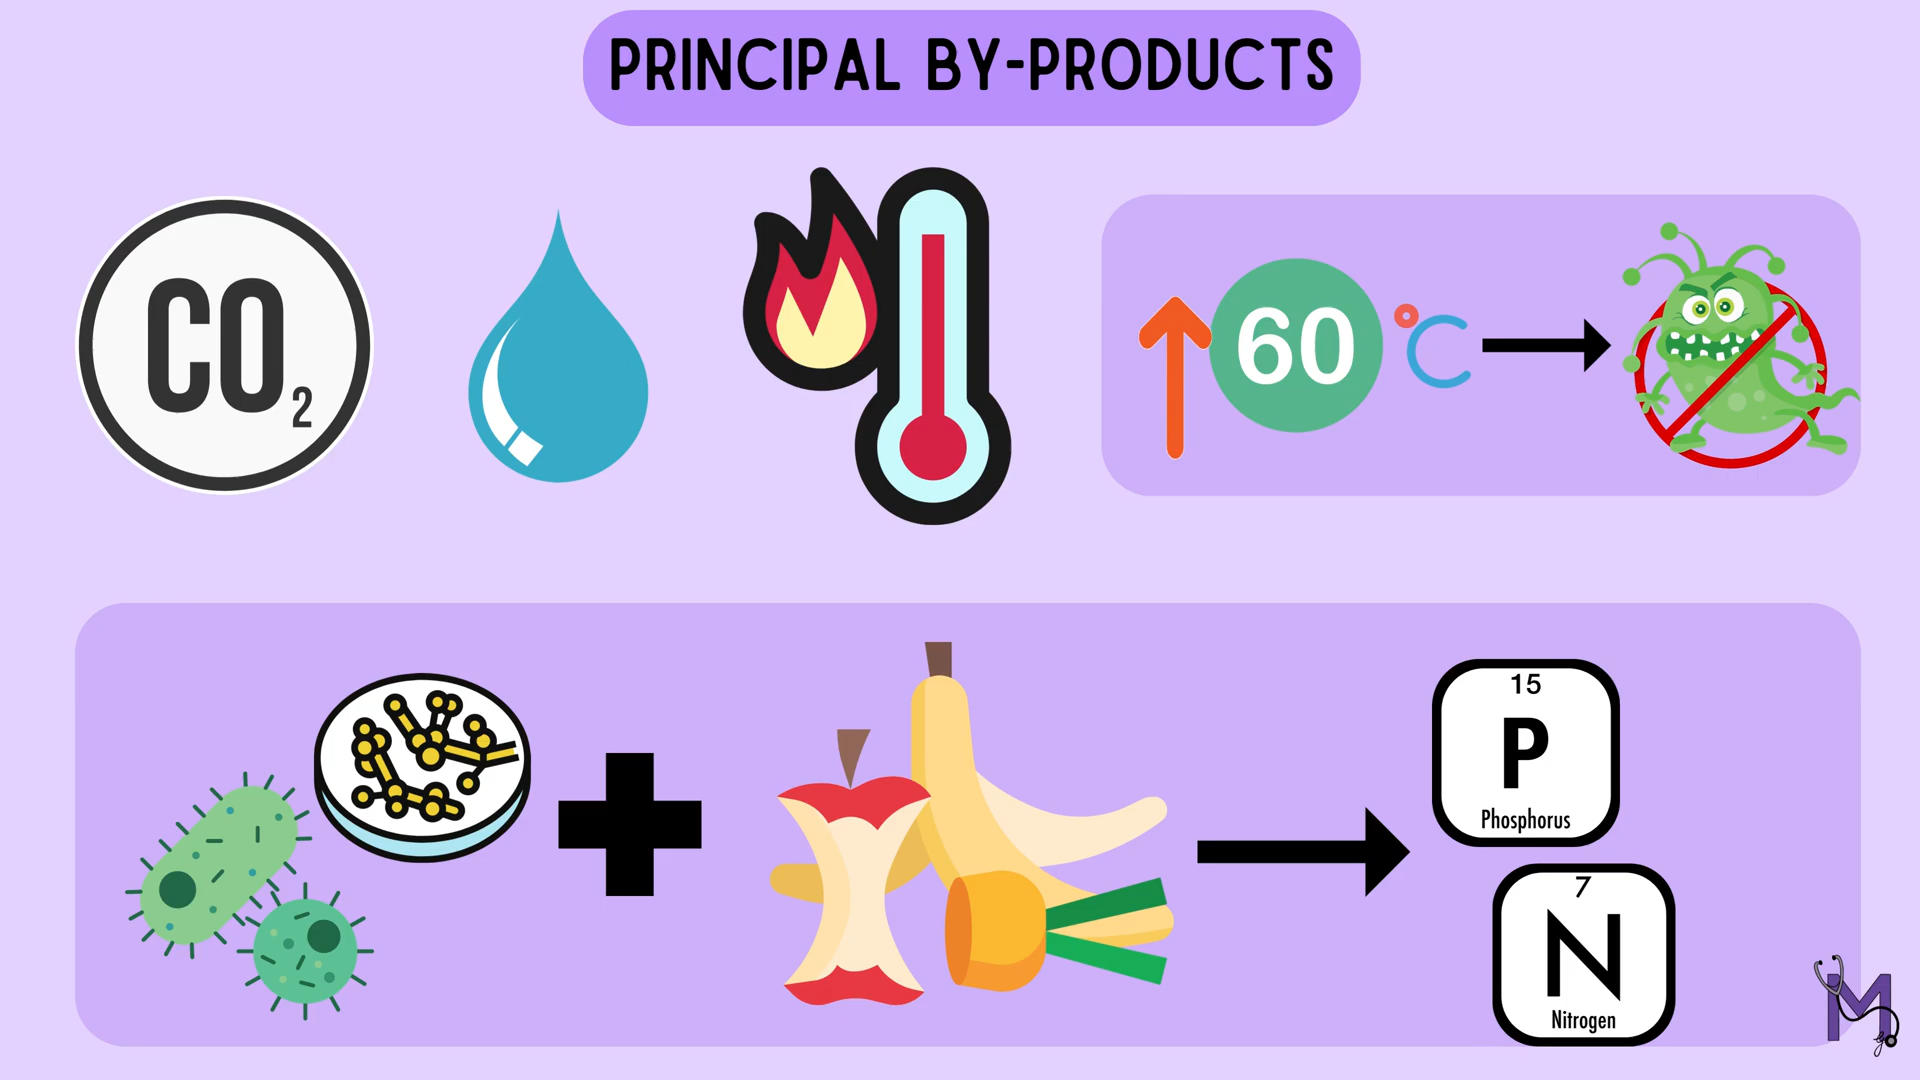 PRINCIPAL BY-PRODUCTS
CO2
60 °C
15
P
Phosphorus
7
N
Nitrogen
M